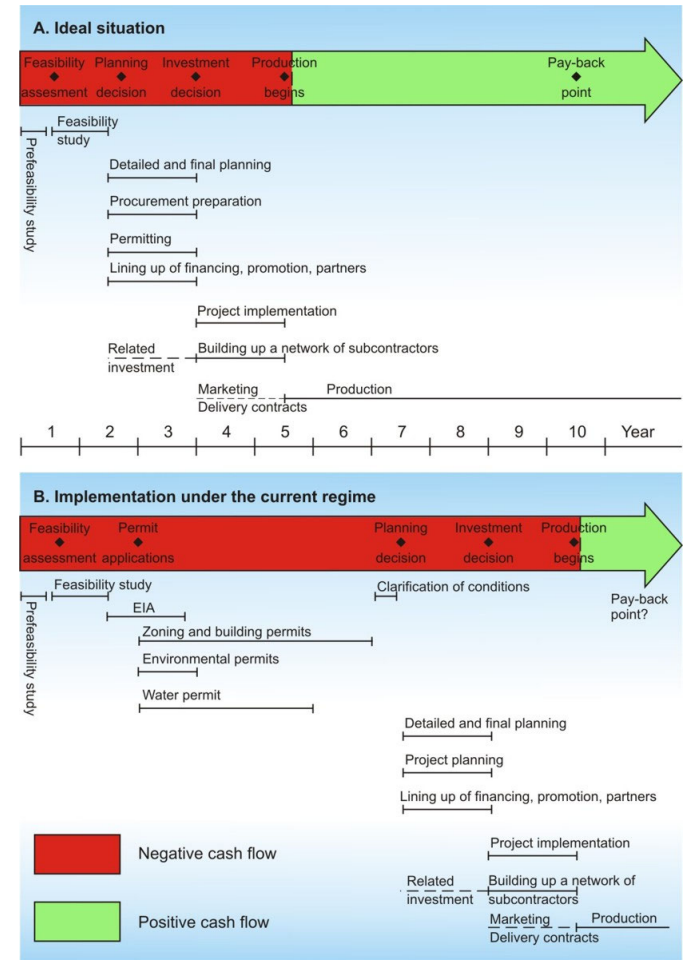 A. Ideal situation
Feasibility Planning Investment Production Pay-back
assesment decision decision begins point
Feasibility
study
Prefeasibility study
Detailed and final planning
Procurement preparation
Permitting
Lining up of financing, promotion, partners
Project implementation
Related Building up a network of subcontractors
investment
Marketing Production
Delivery contracts
1 2 3 4 5 6 7 8 9 10 Year
B. Implementation under the current regime
Feasibility Permit Planning Investment Production
assessment applications decision decision begins
Feasibility study Clarification of conditions
Pay-back
point?
Prefeasibility study
EIA
Zoning and building permits
Environmental permits
Water permit
Detailed and final planning
Project planning
Lining up of financing, promotion, partners
Project implementation
Negative cash flow
Related Building up a network of
investment subcontractors
Marketing Production
Positive cash flow
Delivery contracts